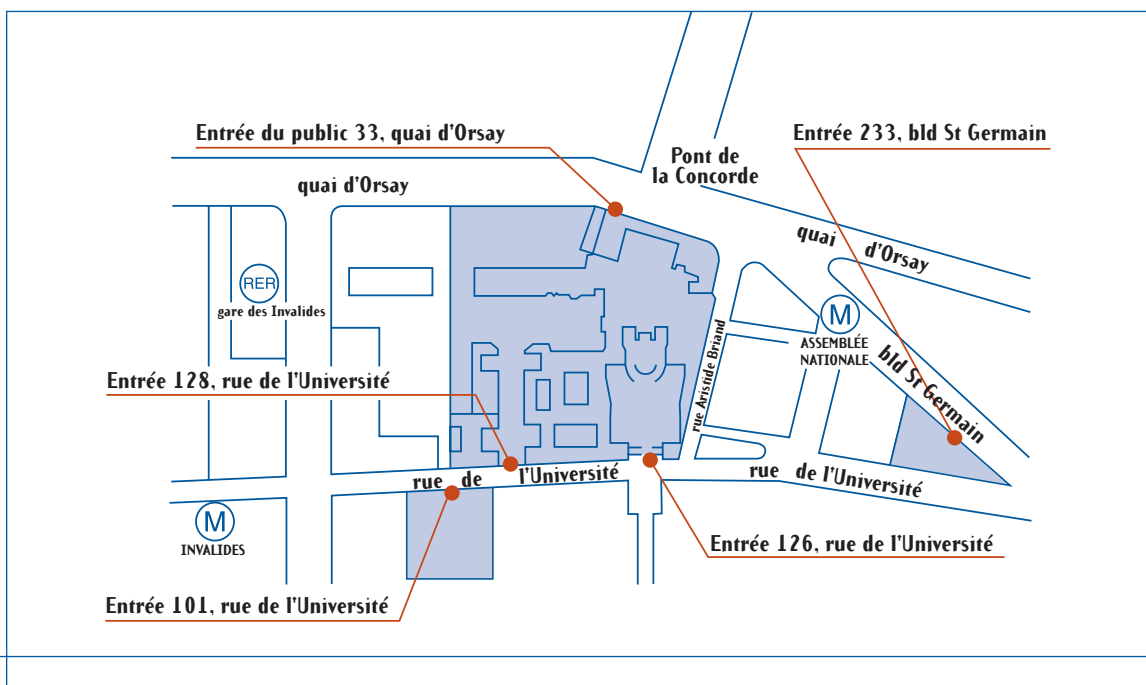 Entrée du public 33, quai d'Orsay
Entrée 233, bld St Germain
Pont de
la Concorde
quai d'Orsay
quai d'Orsay
RER
gare des Invalides
M
ASSEMBLÉE
NATIONALE
rue Aristide Briand
bld St Germain
Entrée 128, rue de l'Université
rue de l'Université
rue de l'Université
M
INVALIDES
Entrée 126, rue de l'Université
Entrée 101, rue de l'Université